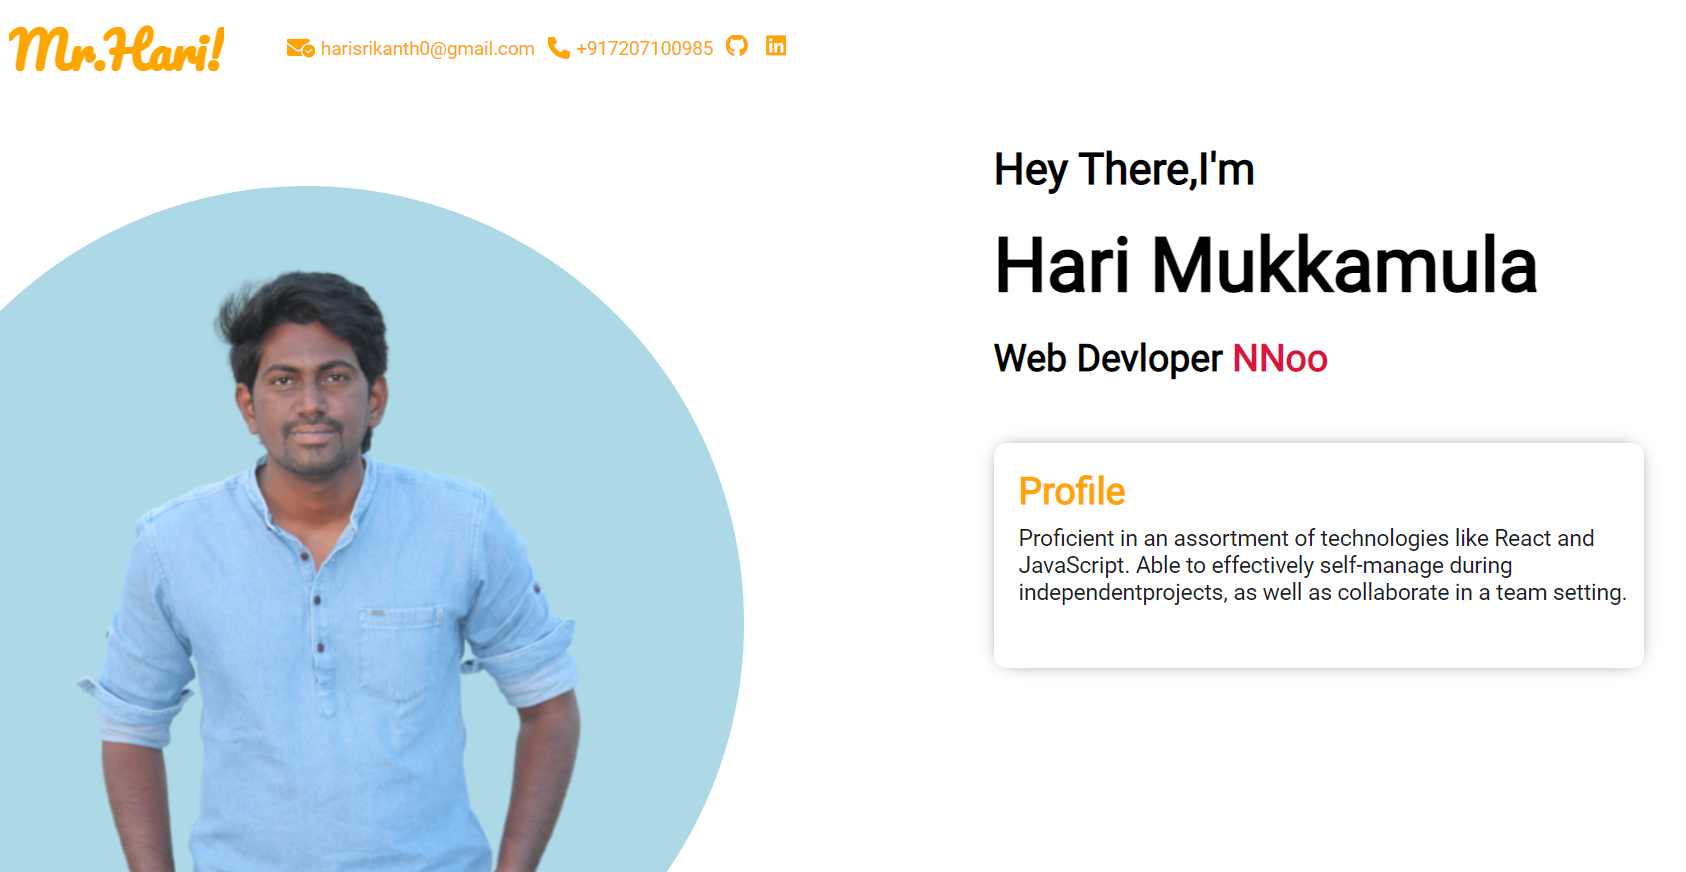 Mr.Hari!
harisrikanth0@gmail.com +917207100985
Hey There,I'm
Hari Mukkamula
Web Devloper NNoo
Profile
Proficient in an assortment of technologies like React and
JavaScript. Able to effectively self-manage during
independentprojects, as well as collaborate in a team setting.